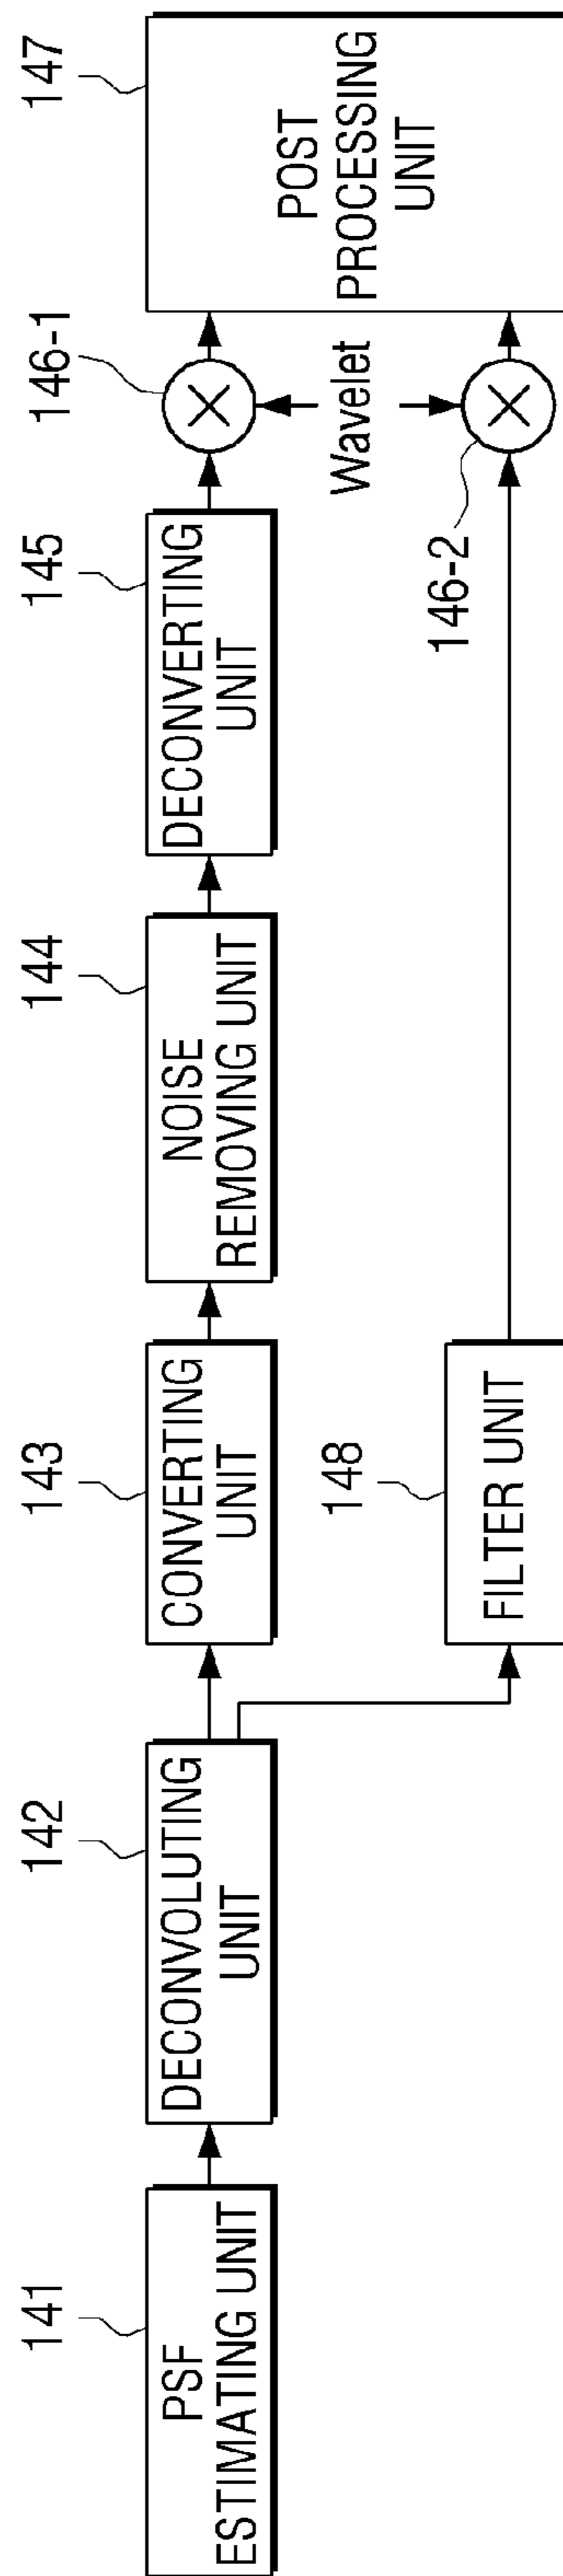 141
PSF
ESTIMATING UNIT
142
DECONVOLUTING
UNIT
143
CONVERTING
UNIT
144
NOISE
REMOVING UNIT
145
DECONVERTING
UNIT
146-1
147
POST
PROCESSING
UNIT
Wavelet
148
FILTER UNIT
146-2